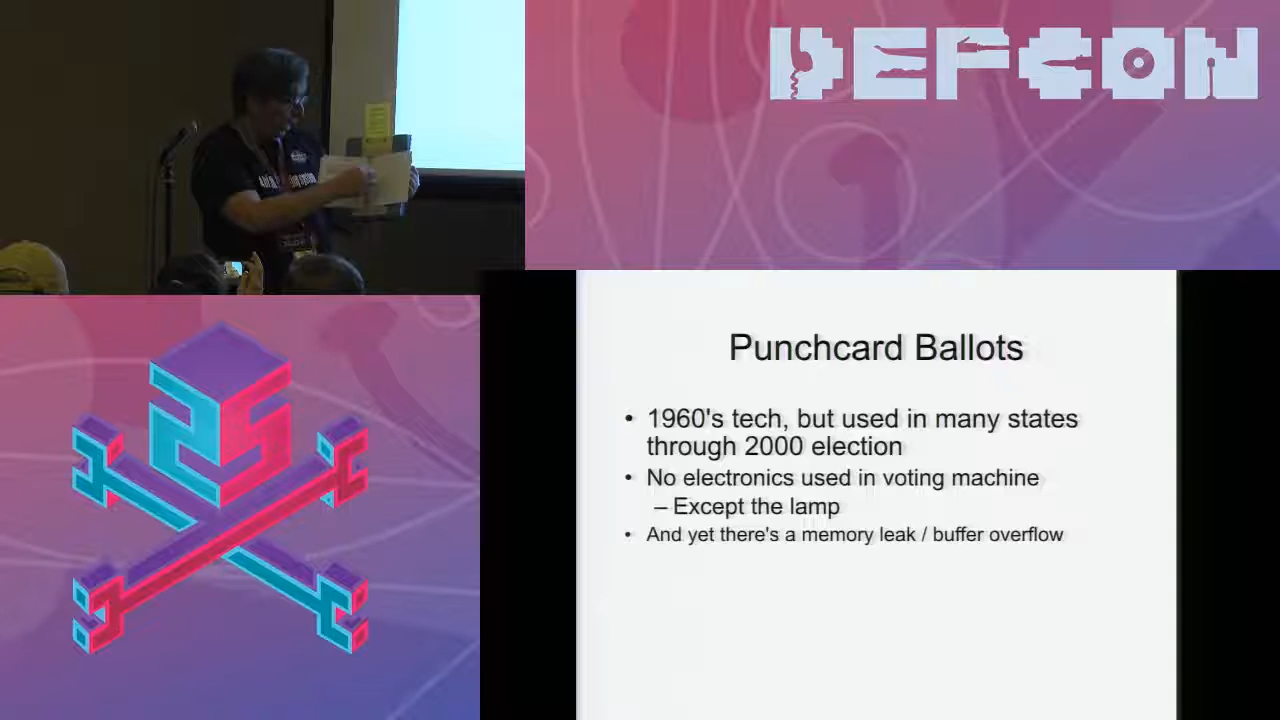 DEFCON
25
Punchcard Ballots
• 1960's tech, but used in many states
through 2000 election
• No electronics used in voting machine
– Except the lamp
• And yet there's a memory leak / buffer overflow